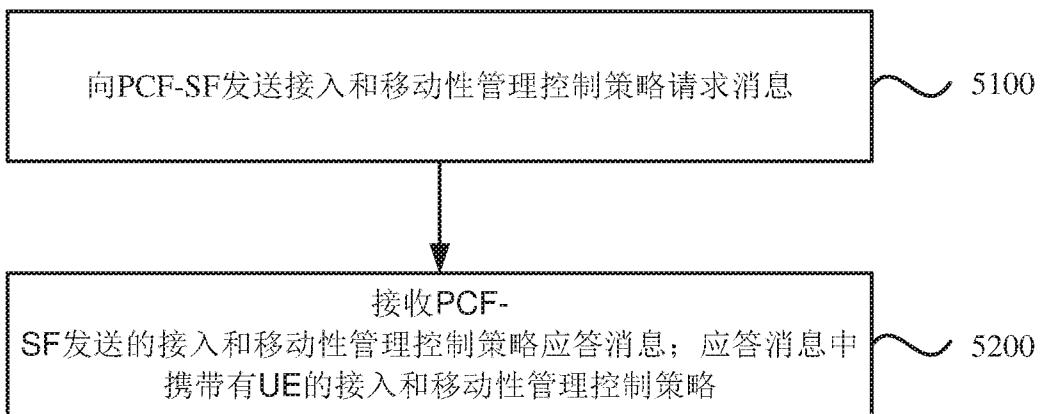 向PCF-SF发送接入和移动性管理控制策略请求消息
5100
接收PCF-
SF发送的接入和移动性管理控制策略应答消息；应答消息中
携带有UE的接入和移动性管理控制策略
5200